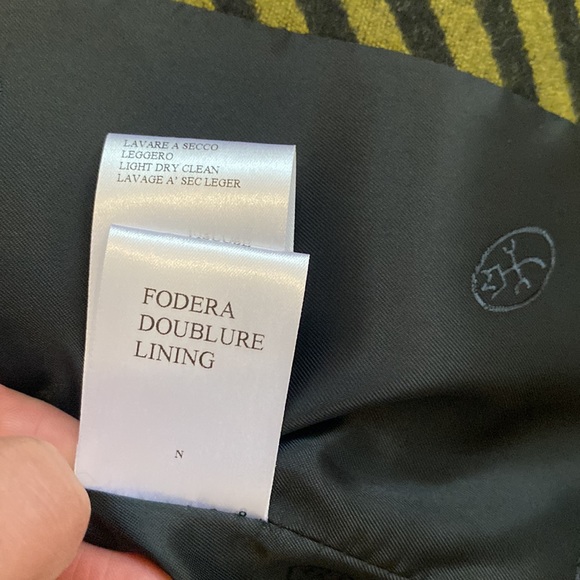 LAVARE A SECCO
LEGGERO
LIGHT DRY CLEAN
LAVAGE A' SEC LEGER
FODERA
DOUBLURE
LINING
N